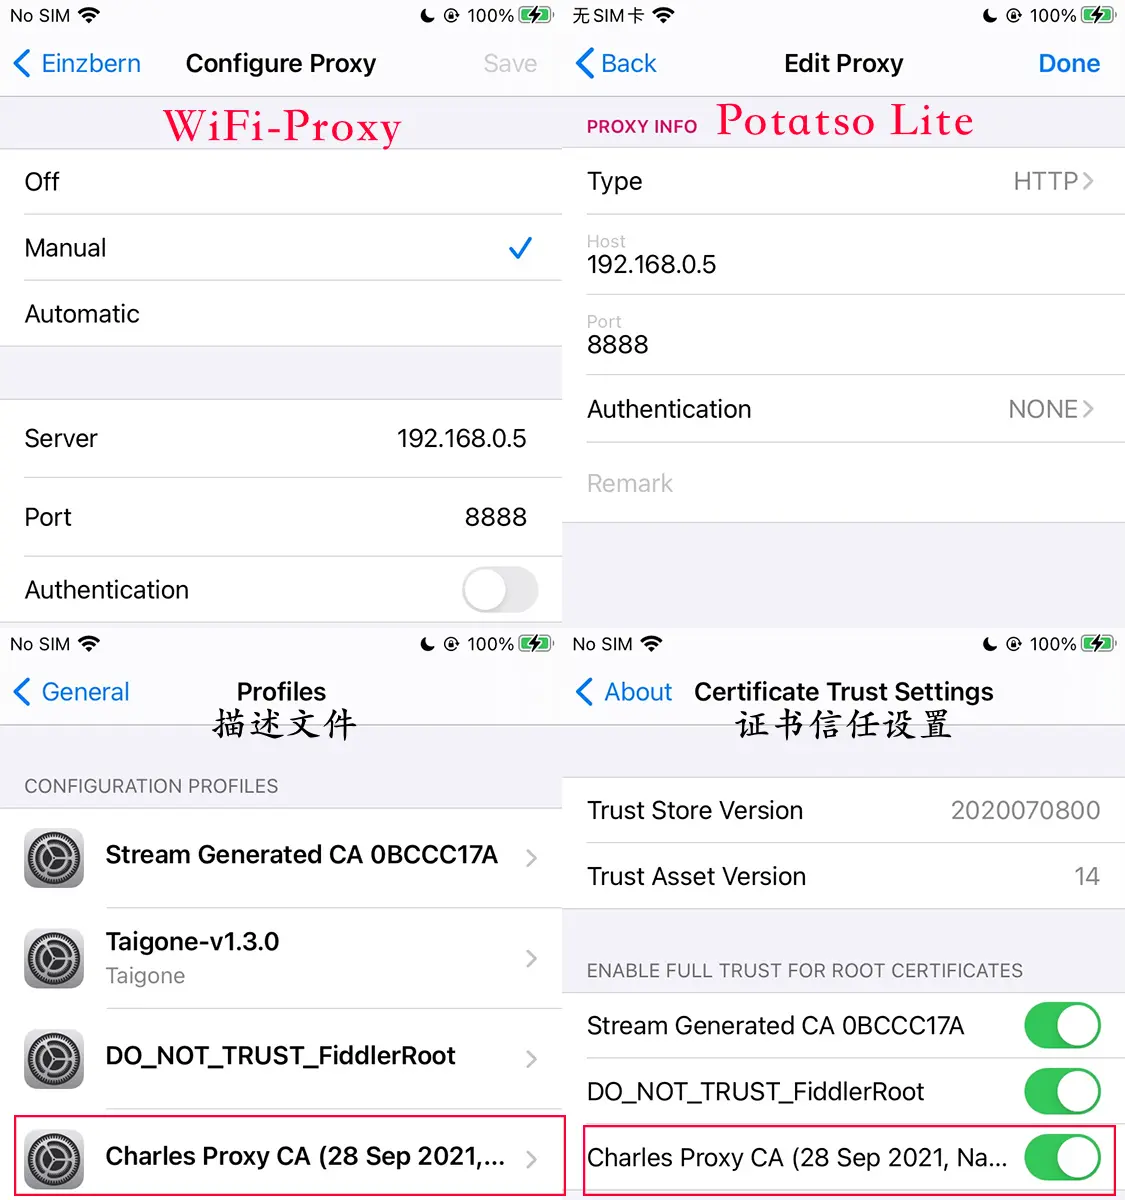 No SIM 100%
Einzbern Configure Proxy Save
WiFi-Proxy
Off
Manual
Automatic
Server 192.168.0.5
Port 8888
Authentication
无SIM卡 100%
Back Edit Proxy Done
PROXY INFO Potatso Lite
Type HTTP
Host
192.168.0.5
Port
8888
Authentication NONE
Remark
No SIM 100%
General Profiles
描述文件
CONFIGURATION PROFILES
Stream Generated CA 0BCCC17A
Taigone-v1.3.0
Taigone
DO_NOT_TRUST_FiddlerRoot
Charles Proxy CA (28 Sep 2021,...
No SIM 100%
About Certificate Trust Settings
证书信任设置
Trust Store Version 2020070800
Trust Asset Version 14
ENABLE FULL TRUST FOR ROOT CERTIFICATES
Stream Generated CA 0BCCC17A
DO_NOT_TRUST_FiddlerRoot
Charles Proxy CA (28 Sep 2021, Na...